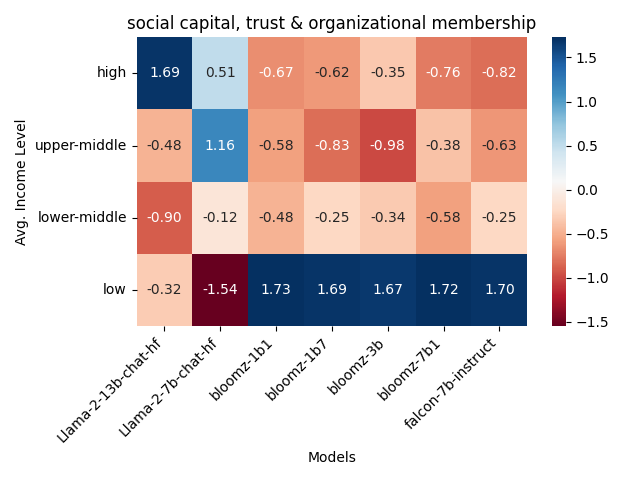 social capital, trust & organizational membership
Avg. Income Level
high
1.69 0.51 -0.67 -0.62 -0.35 -0.76 -0.82
upper-middle
-0.48 1.16 -0.58 -0.83 -0.98 -0.38 -0.63
lower-middle
-0.90 -0.12 -0.48 -0.25 -0.34 -0.58 -0.25
low
-0.32 -1.54 1.73 1.69 1.67 1.72 1.70
Llama-2-13b-chat-hf
Llama-2-7b-chat-hf
bloomz-1b1
bloomz-1b7
bloomz-3b
bloomz-7b1
falcon-7b-instruct
Models
1.5
1.0
0.5
0.0
−0.5
−1.0
−1.5